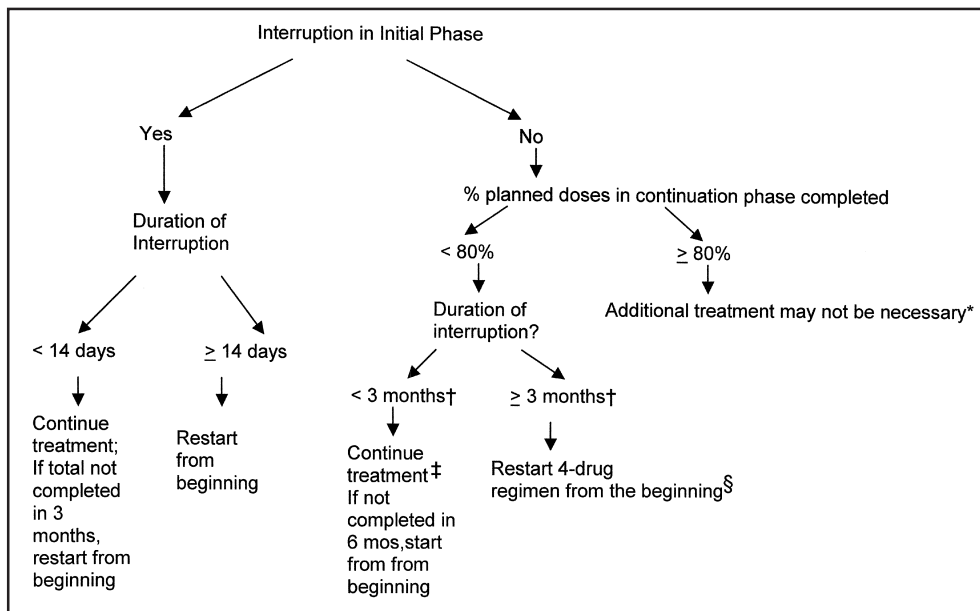 Interruption in Initial Phase
Yes
No
% planned doses in continuation phase completed
Duration of
Interruption
< 80%
≥ 80%
Duration of
interruption?
Additional treatment may not be necessary*
< 14 days
≥ 14 days
< 3 months†
≥ 3 months†
Continue
treatment;
If total not
completed
in 3
months,
restart from
beginning
Restart
from
beginning
Continue
treatment‡
If not
completed in
6 mos,start
from from
beginning
Restart 4-drug
regimen from the beginning§